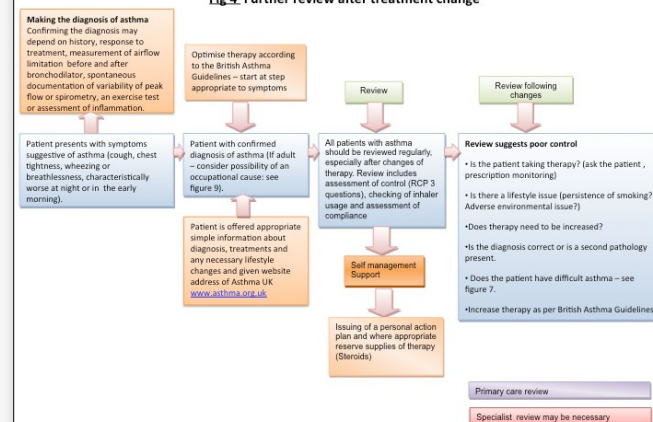 Fig 4 Further review after treatment change
Making the diagnosis of asthma
Confirming the diagnosis may
depend on history, response to
treatment, measurement of airflow
limitation before and after
bronchodilator, spontaneous
documentation of variability of peak
flow or spirometry, an exercise test
or assessment of inflammation.
Optimise therapy according
to the British Asthma
Guidelines – start at step
appropriate to symptoms
Review
Review following
changes
Patient presents with symptoms
suggestive of asthma (cough, chest
tightness, wheezing or
breathlessness, characteristically
worse at night or in the early
morning).
Patient with confirmed
diagnosis of asthma (If adult
– consider possibility of an
occupational cause: see
figure 9).
All patients with asthma
should be reviewed regularly,
especially after changes of
therapy. Review includes
assessment of control (RCP 3
questions), checking of inhaler
usage and assessment of
compliance
Review suggests poor control
• Is the patient taking therapy? (ask the patient ,
prescription monitoring)
• Is there a lifestyle issue (persistence of smoking?
Adverse environmental issue?)
•Does therapy need to be increased?
•Is the diagnosis correct or is a second pathology
present.
• Does the patient have difficult asthma – see
figure 7.
•Increase therapy as per British Asthma Guidelines
Patient is offered appropriate
simple information about
diagnosis, treatments and
any necessary lifestyle
changes and given website
address of Asthma UK
www.asthma.org.uk
Self management
Support
Issuing of a personal action
plan and where appropriate
reserve supplies of therapy
(Steroids)
Primary care review
Specialist review may be necessary